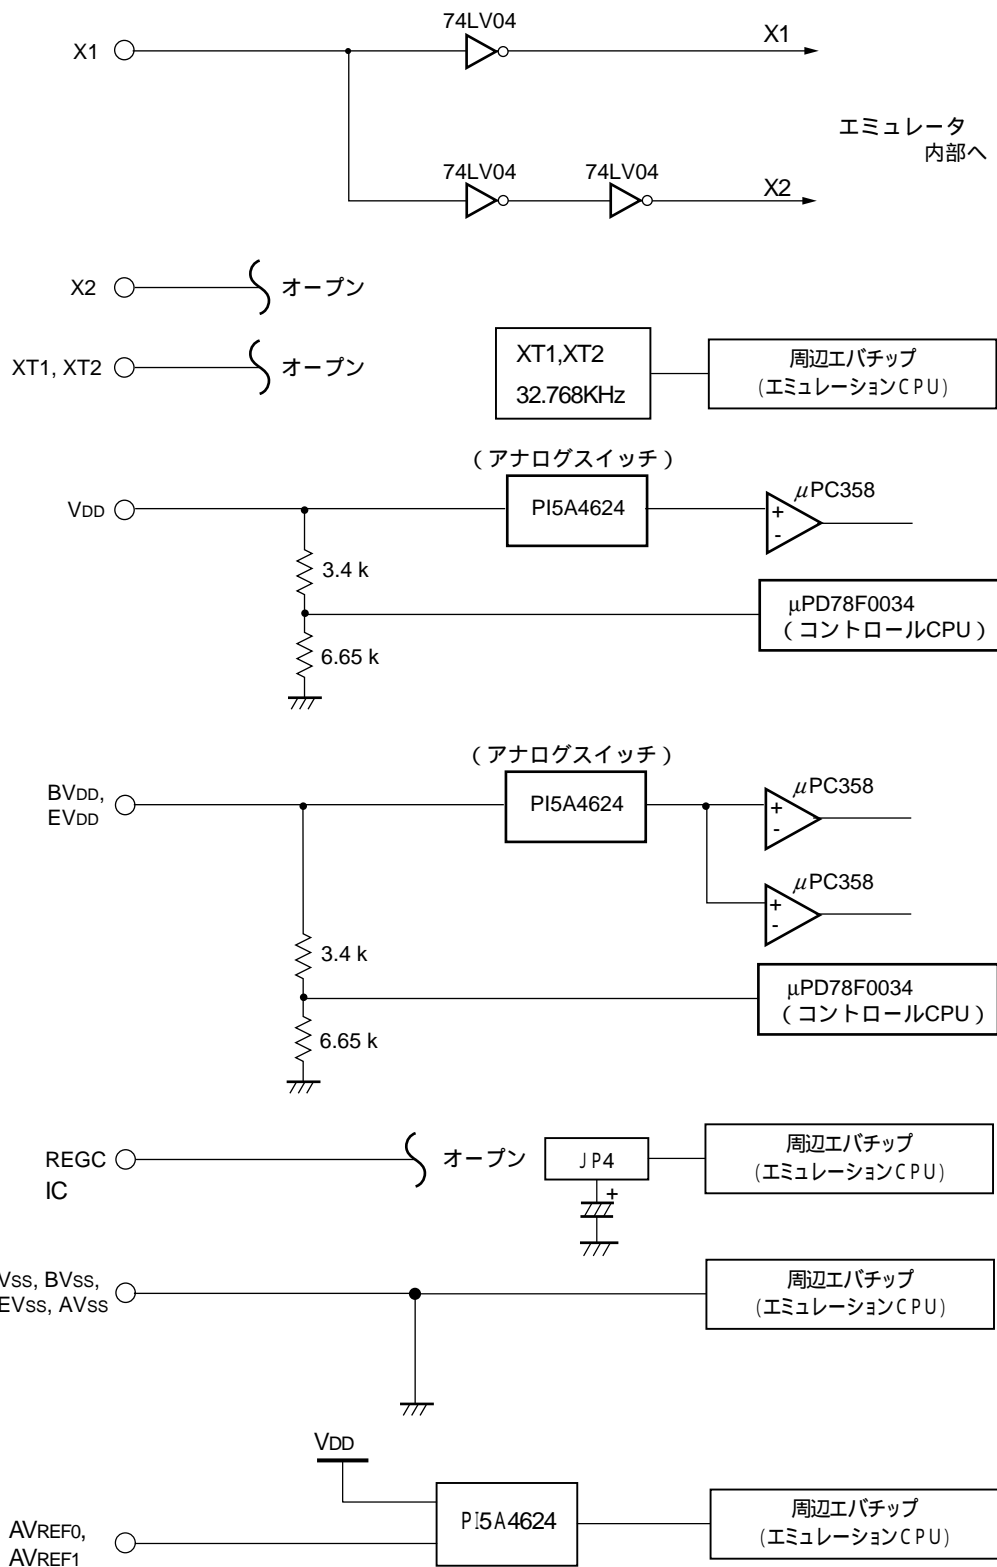 74LV04
X1
X1
エミュレータ
内部へ
74LV04
74LV04
X2
X2
オープン
XT1, XT2
オープン
XT1,XT2
32.768KHz
周辺エバチップ
(エミュレーションCPU)
(アナログスイッチ)
VDD
PI5A4624
μPC358
+
-
3.4 k
μPD78F0034
(コントロールCPU)
6.65 k
(アナログスイッチ)
BVDD,
EVDD
PI5A4624
μPC358
+
-
μPC358
+
-
3.4 k
μPD78F0034
(コントロールCPU)
6.65 k
REGC
IC
オープン
JP4
+
周辺エバチップ
(エミュレーションCPU)
VSS, BVSS,
EVSS, AVSS
周辺エバチップ
(エミュレーションCPU)
VDD
PI5A4624
周辺エバチップ
(エミュレーションCPU)
AVREF0,
AVREF1